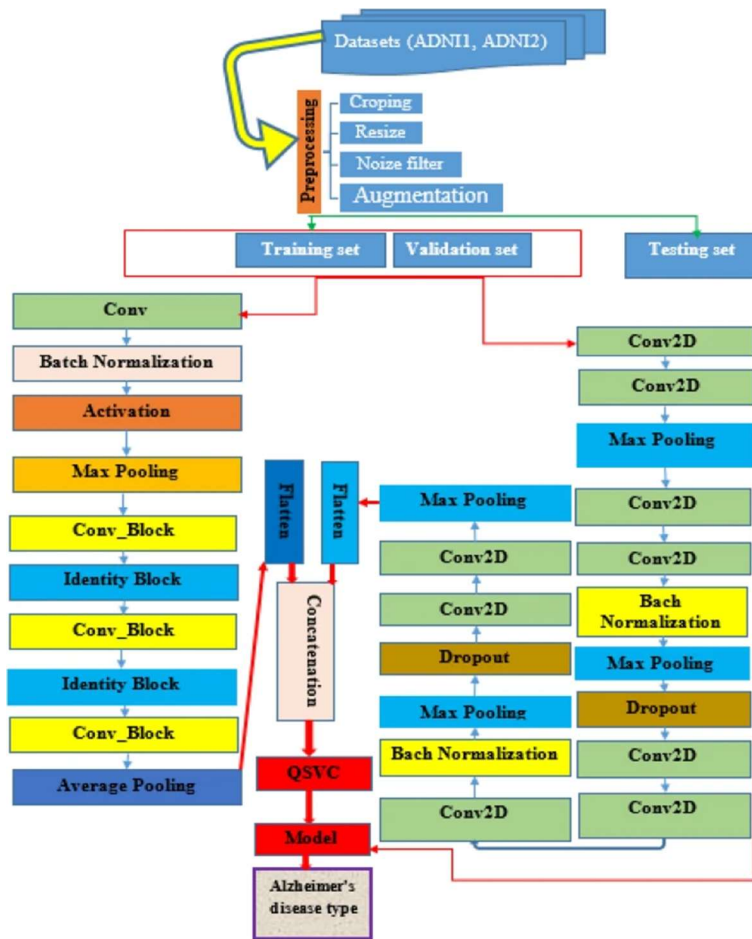 Datasets (ADNI1, ADNI2)
Preprocessing
Croping
Resize
Noize filter
Augmentation
Training set
Validation set
Testing set
Conv
Batch Normalization
Activation
Max Pooling
Conv_Block
Identity Block
Conv_Block
Identity Block
Conv_Block
Average Pooling
Flatten
Flatten
Concatenation
QSVC
Model
Alzheimer's
disease type
Max Pooling
Conv2D
Conv2D
Dropout
Max Pooling
Bach Normalization
Conv2D
Conv2D
Conv2D
Max Pooling
Conv2D
Conv2D
Bach
Normalization
Max Pooling
Dropout
Conv2D
Conv2D